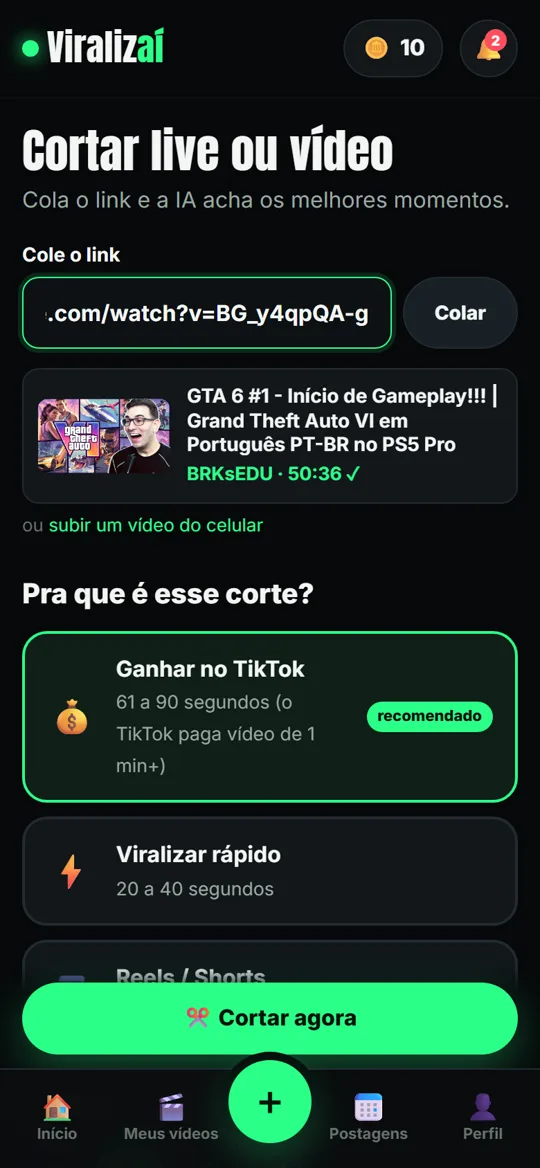 Viralizaí
10
2
Cortar live ou vídeo
Cola o link e a IA acha os melhores momentos.
Cole o link
.com/watch?v=BG_y4qpQA-g
Colar
grand theft auto VI
GTA 6 #1 - Início de Gameplay!!! |
Grand Theft Auto VI em
Português PT-BR no PS5 Pro
BRKsEDU · 50:36 ✓
ou subir um vídeo do celular
Pra que é esse corte?
Ganhar no TikTok
61 a 90 segundos (o
TikTok paga vídeo de 1
min+)
recomendado
Viralizar rápido
20 a 40 segundos
Reels / Shorts
Cortar agora
+
Início
Meus vídeos
Postagens
Perfil